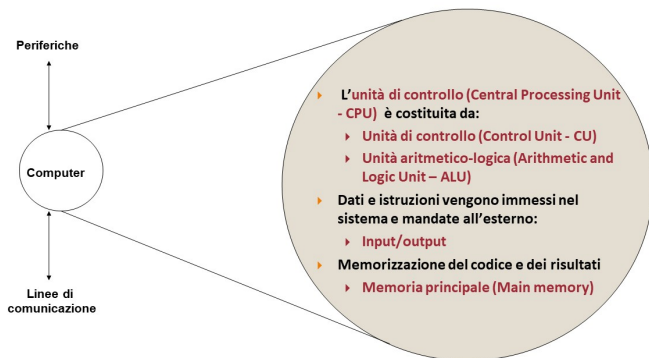 Periferiche
Computer
Linee di
comunicazione
L’unità di controllo (Central Processing Unit
- CPU) è costituita da:
Unità di controllo (Control Unit - CU)
Unità aritmetico-logica (Arithmetic and
Logic Unit – ALU)
Dati e istruzioni vengono immessi nel
sistema e mandate all’esterno:
Input/output
Memorizzazione del codice e dei risultati
Memoria principale (Main memory)